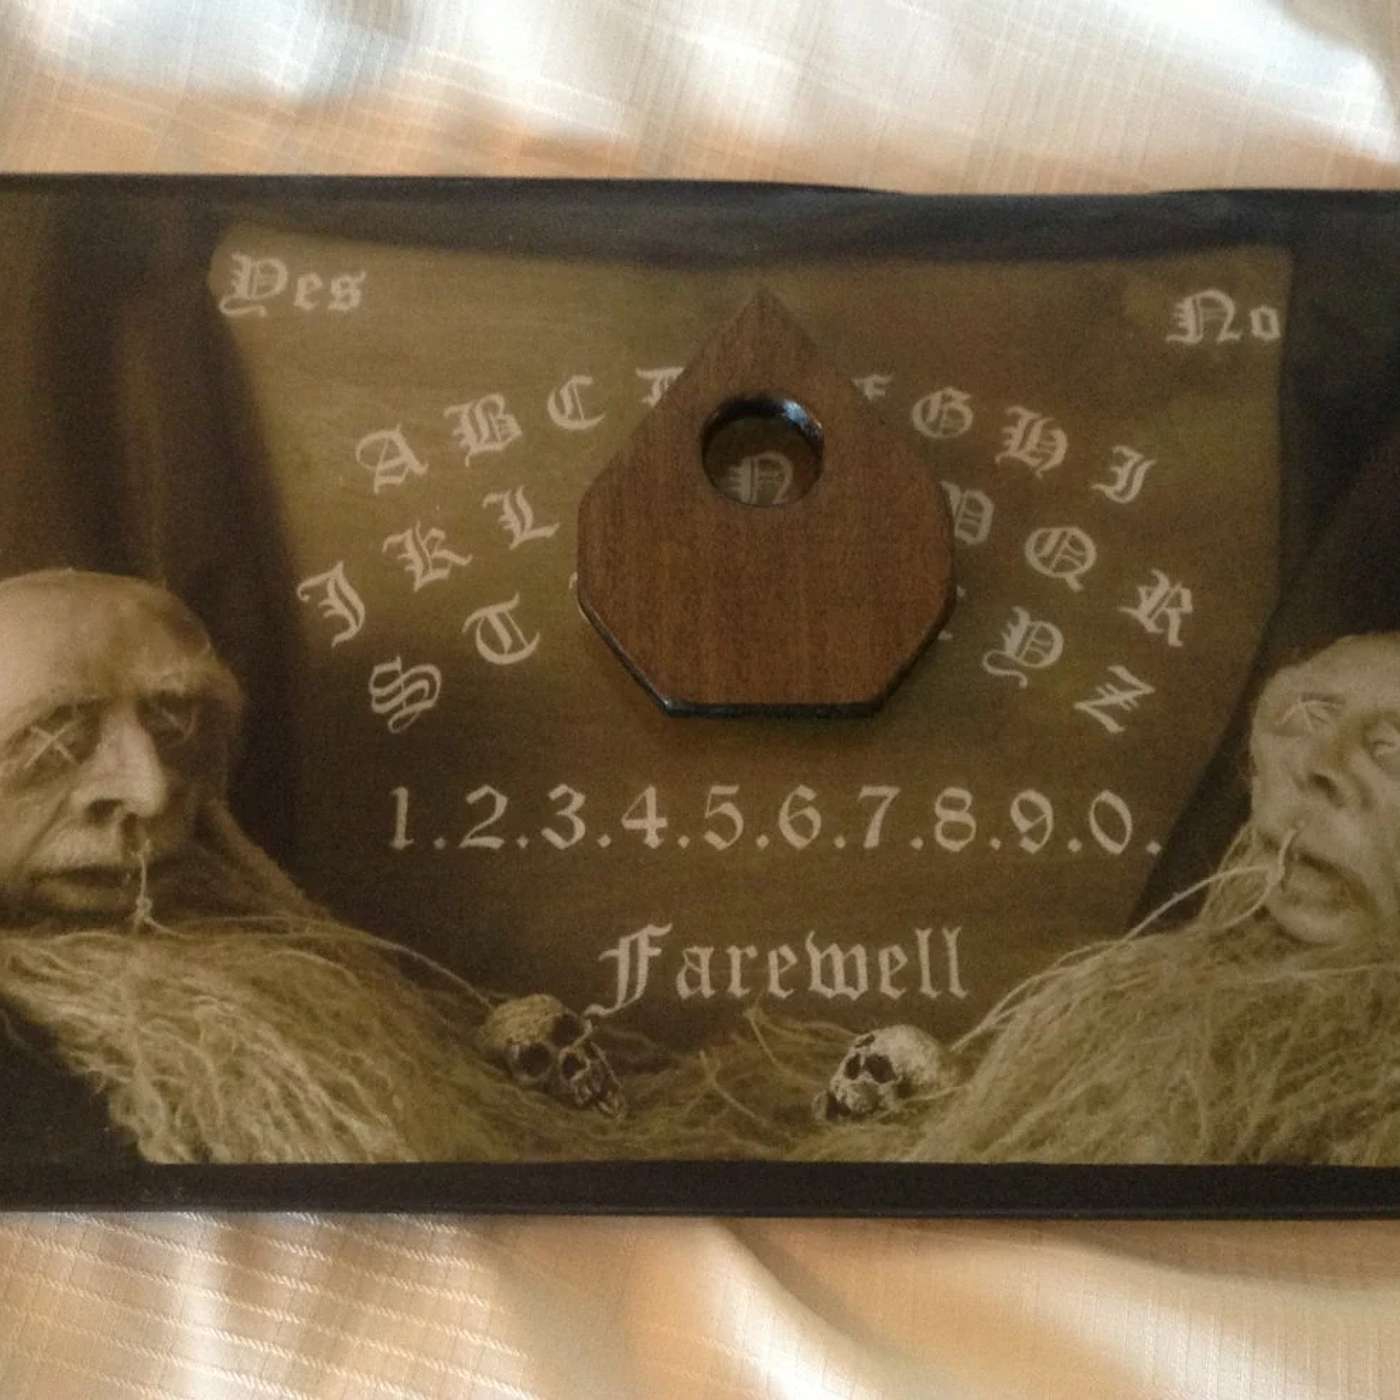 Yes No
A B C F G H I
J K L N P Q R
S T Y Z
1.2.3.4.5.6.7.8.9.0.
Farewell